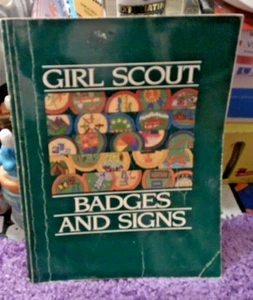 GIRL SCOUT
BADGES
AND SIGNS